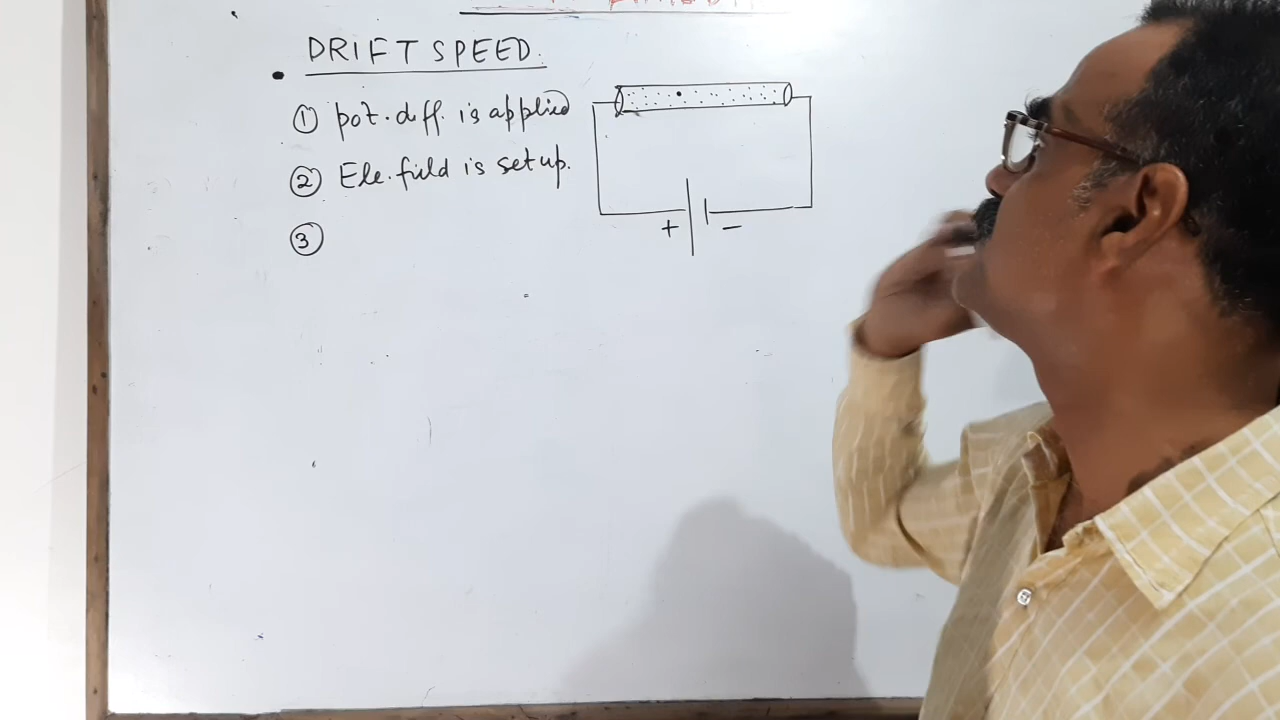 DRIFT SPEED.
① pot. diff. is applied
② Ele. field is set up.
③
+ −